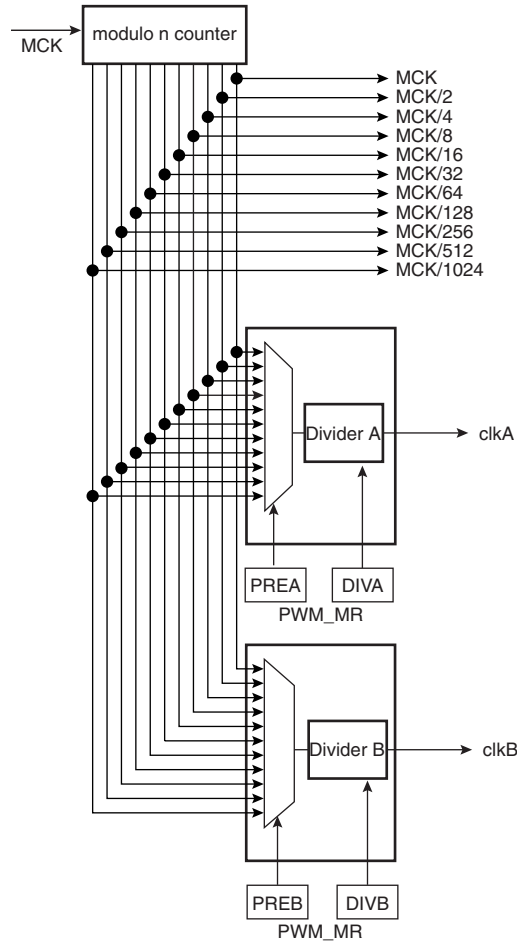 modulo n counter
MCK
MCK
MCK/2
MCK/4
MCK/8
MCK/16
MCK/32
MCK/64
MCK/128
MCK/256
MCK/512
MCK/1024
Divider A
clkA
PREA
DIVA
PWM_MR
Divider B
clkB
PREB
DIVB
PWM_MR